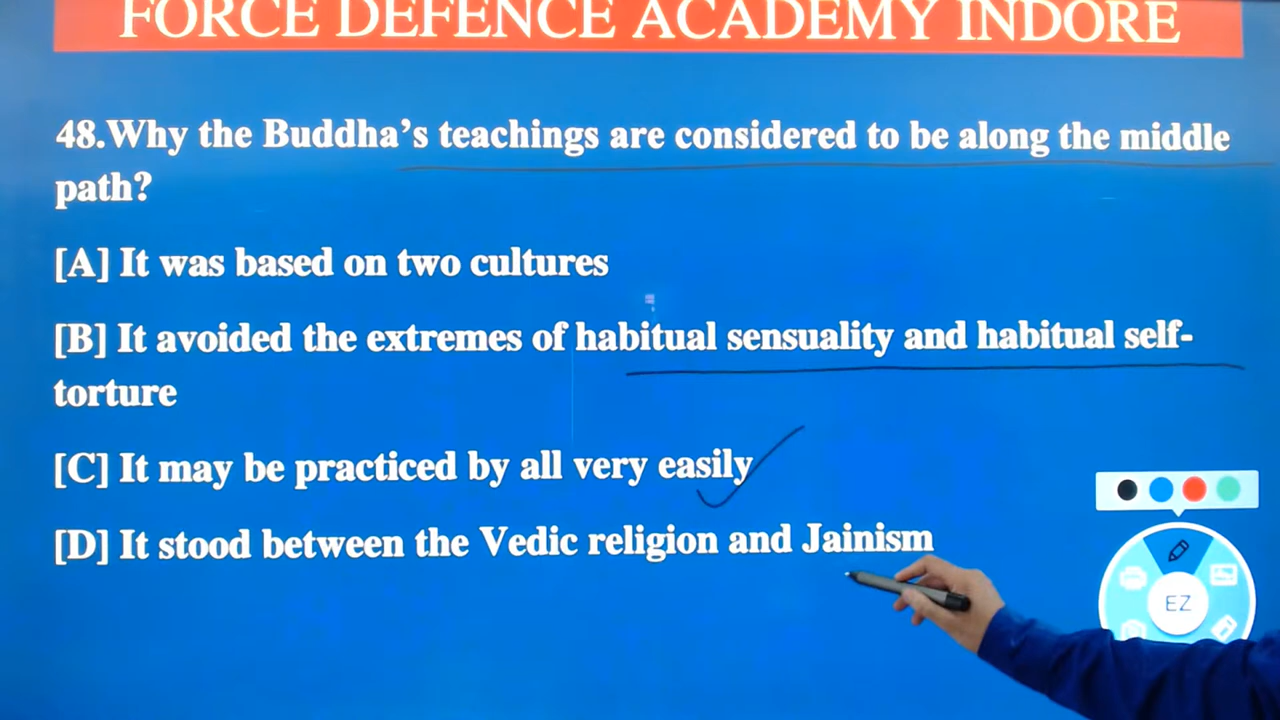 FORCE DEFENCE ACADEMY INDORE
48.Why the Buddha's teachings are considered to be along the middle
path?
[A] It was based on two cultures
[B] It avoided the extremes of habitual sensuality and habitual self-
torture
[C] It may be practiced by all very easily
[D] It stood between the Vedic religion and Jainism
EZ